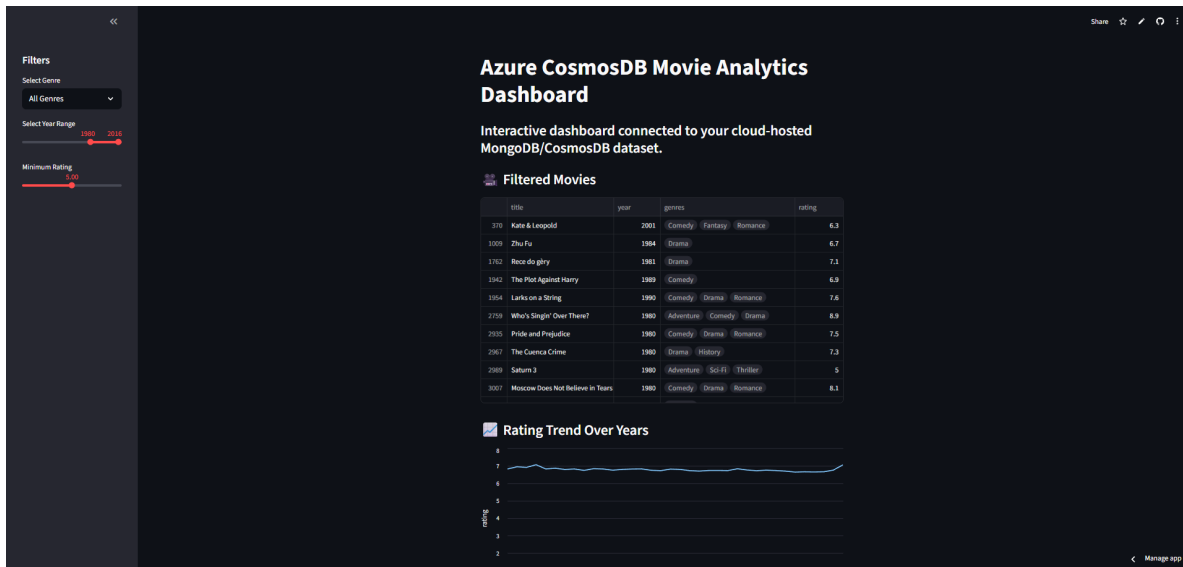 Share
Filters
Select Genre
All Genres
Select Year Range
1980 2016
Minimum Rating
5.00
Azure CosmosDB Movie Analytics
Dashboard
Interactive dashboard connected to your cloud-hosted
MongoDB/CosmosDB dataset.
Filtered Movies
title year genres rating
370 Kate & Leopold 2001 Comedy Fantasy Romance 6.3
1009 Zhu Fu 1984 Drama 6.7
1762 Rece do gèry 1981 Drama 7.1
1942 The Plot Against Harry 1989 Comedy 6.9
1954 Larks on a String 1990 Comedy Drama Romance 7.6
2759 Who's Singin' Over There? 1980 Adventure Comedy Drama 8.9
2935 Pride and Prejudice 1980 Comedy Drama Romance 7.5
2967 The Cuenca Crime 1980 Drama History 7.3
2989 Saturn 3 1980 Adventure Sci-Fi Thriller 5
3007 Moscow Does Not Believe in Tears 1980 Comedy Drama Romance 8.1
Rating Trend Over Years
8
7
6
5
4
3
2
rating
Manage app